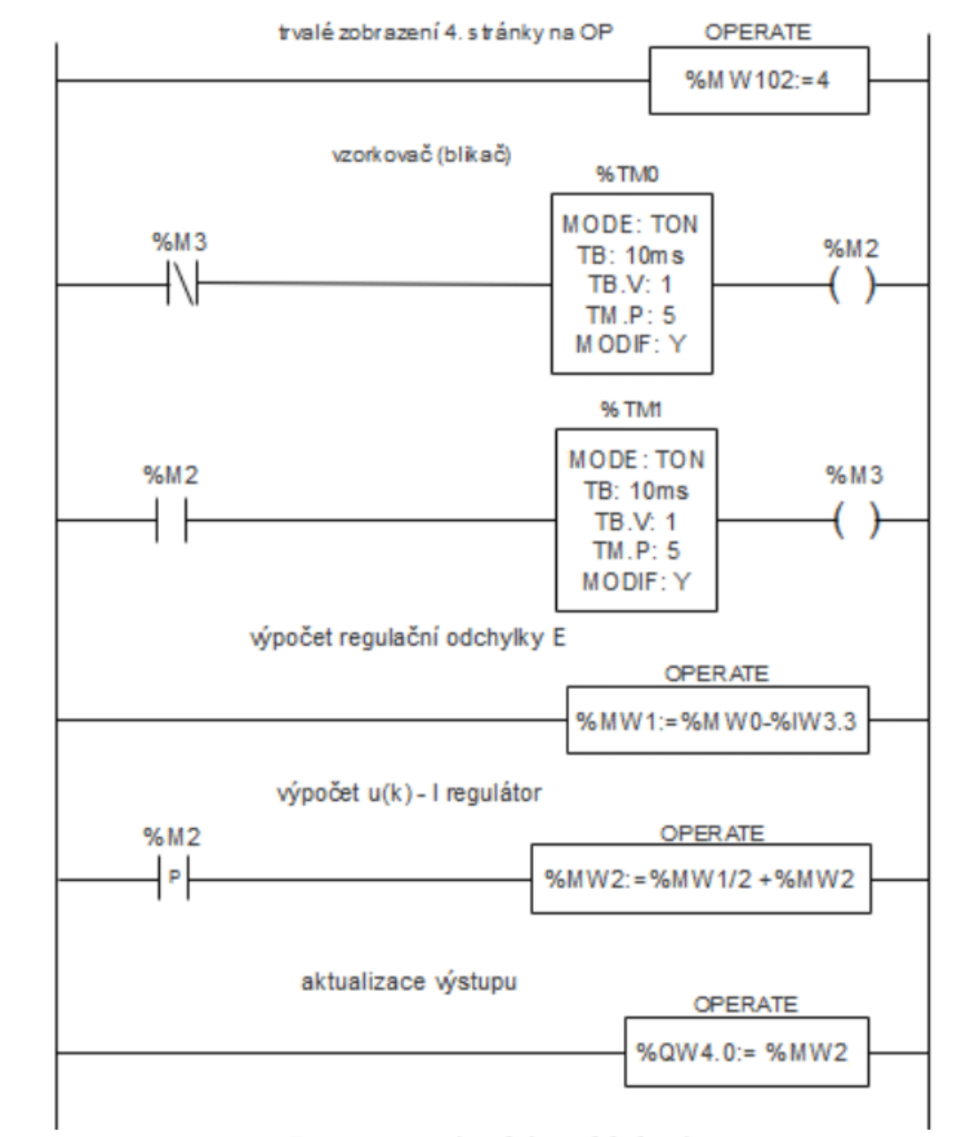 trvalé zobrazení 4. stránky na OP
OPERATE
%MW102:=4
vzorkovač (blikač)
%TM0
%M3
MODE: TON
TB: 10ms
TB.V: 1
TM.P: 5
MODIF: Y
%M2
( )
%TM1
%M2
MODE: TON
TB: 10ms
TB.V: 1
TM.P: 5
MODIF: Y
%M3
( )
výpočet regulační odchylky E
OPERATE
%MW1:=%MW0-%IW3.3
výpočet u(k) - I regulátor
%M2
P
OPERATE
%MW2:=%MW1/2 +%MW2
aktualizace výstupu
OPERATE
%QW4.0:= %MW2